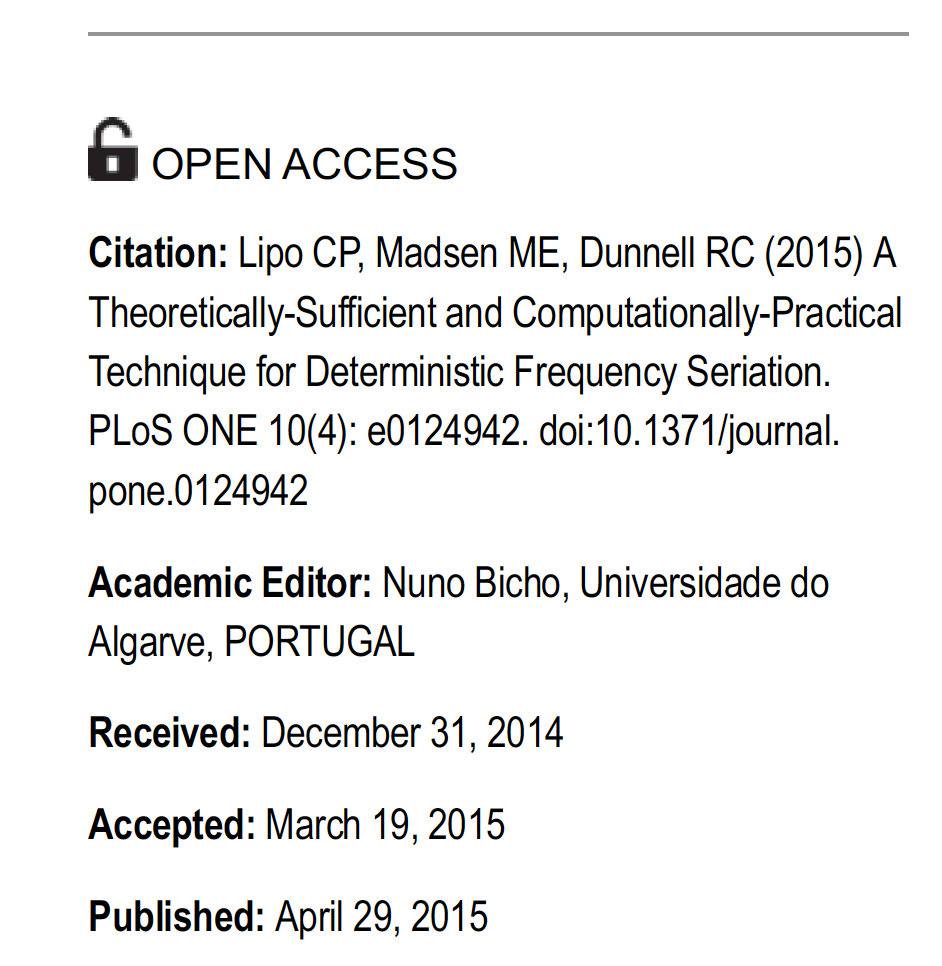 OPEN ACCESS
Citation: Lipo CP, Madsen ME, Dunnell RC (2015) A
Theoretically-Sufficient and Computationally-Practical
Technique for Deterministic Frequency Seriation.
PLoS ONE 10(4): e0124942. doi:10.1371/journal.
pone.0124942
Academic Editor: Nuno Bicho, Universidade do
Algarve, PORTUGAL
Received: December 31, 2014
Accepted: March 19, 2015
Published: April 29, 2015